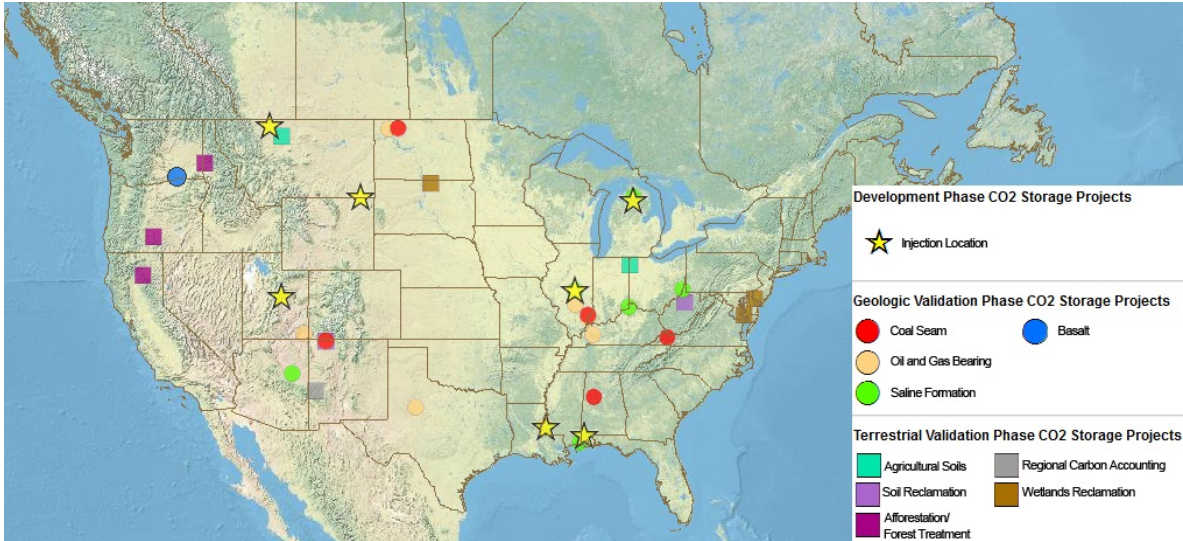 Development Phase CO2 Storage Projects
Injection Location
Geologic Validation Phase CO2 Storage Projects
Coal Seam
Basalt
Oil and Gas Bearing
Saline Formation
Terrestrial Validation Phase CO2 Storage Projects
Agricultural Soils
Regional Carbon Accounting
Soil Reclamation
Wetlands Reclamation
Afforestation/
Forest Treatment